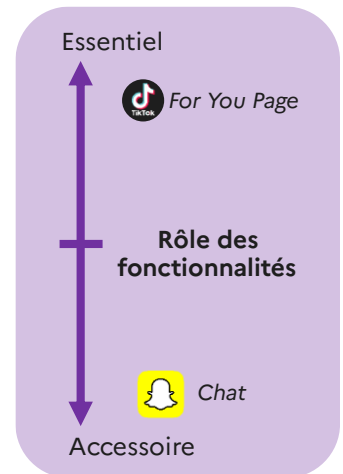 Essentiel
TikTok
For You Page
Rôle des
fonctionnalités
Chat
Accessoire